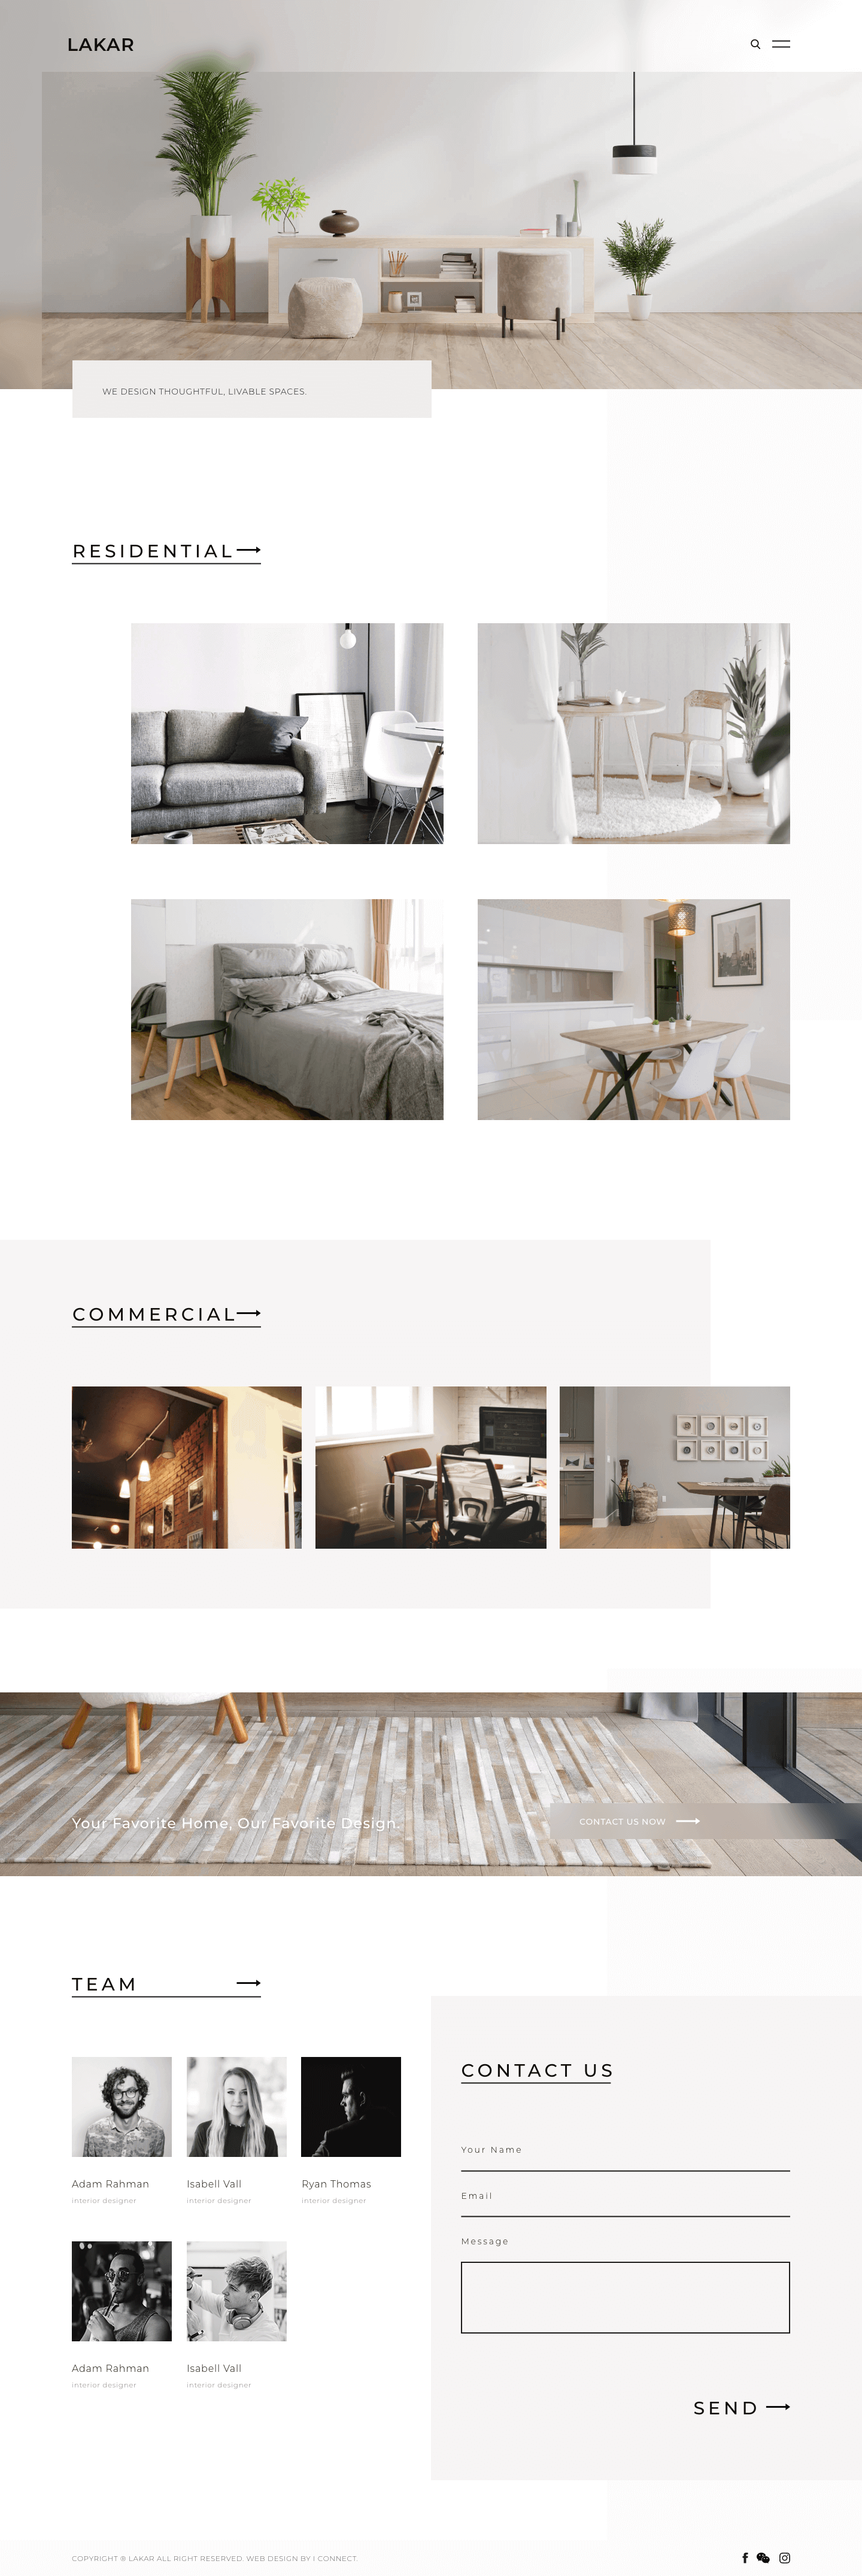 LAKAR
WE DESIGN THOUGHTFUL, LIVABLE SPACES.
RESIDENTIAL
COMMERCIAL
Your Favorite Home, Our Favorite Design.
CONTACT US NOW
TEAM
Adam Rahman
interior designer
Isabell Vall
interior designer
Ryan Thomas
interior designer
Adam Rahman
interior designer
Isabell Vall
interior designer
CONTACT US
Your Name
Email
Message
SEND
COPYRIGHT ® LAKAR ALL RIGHT RESERVED. WEB DESIGN BY I CONNECT.